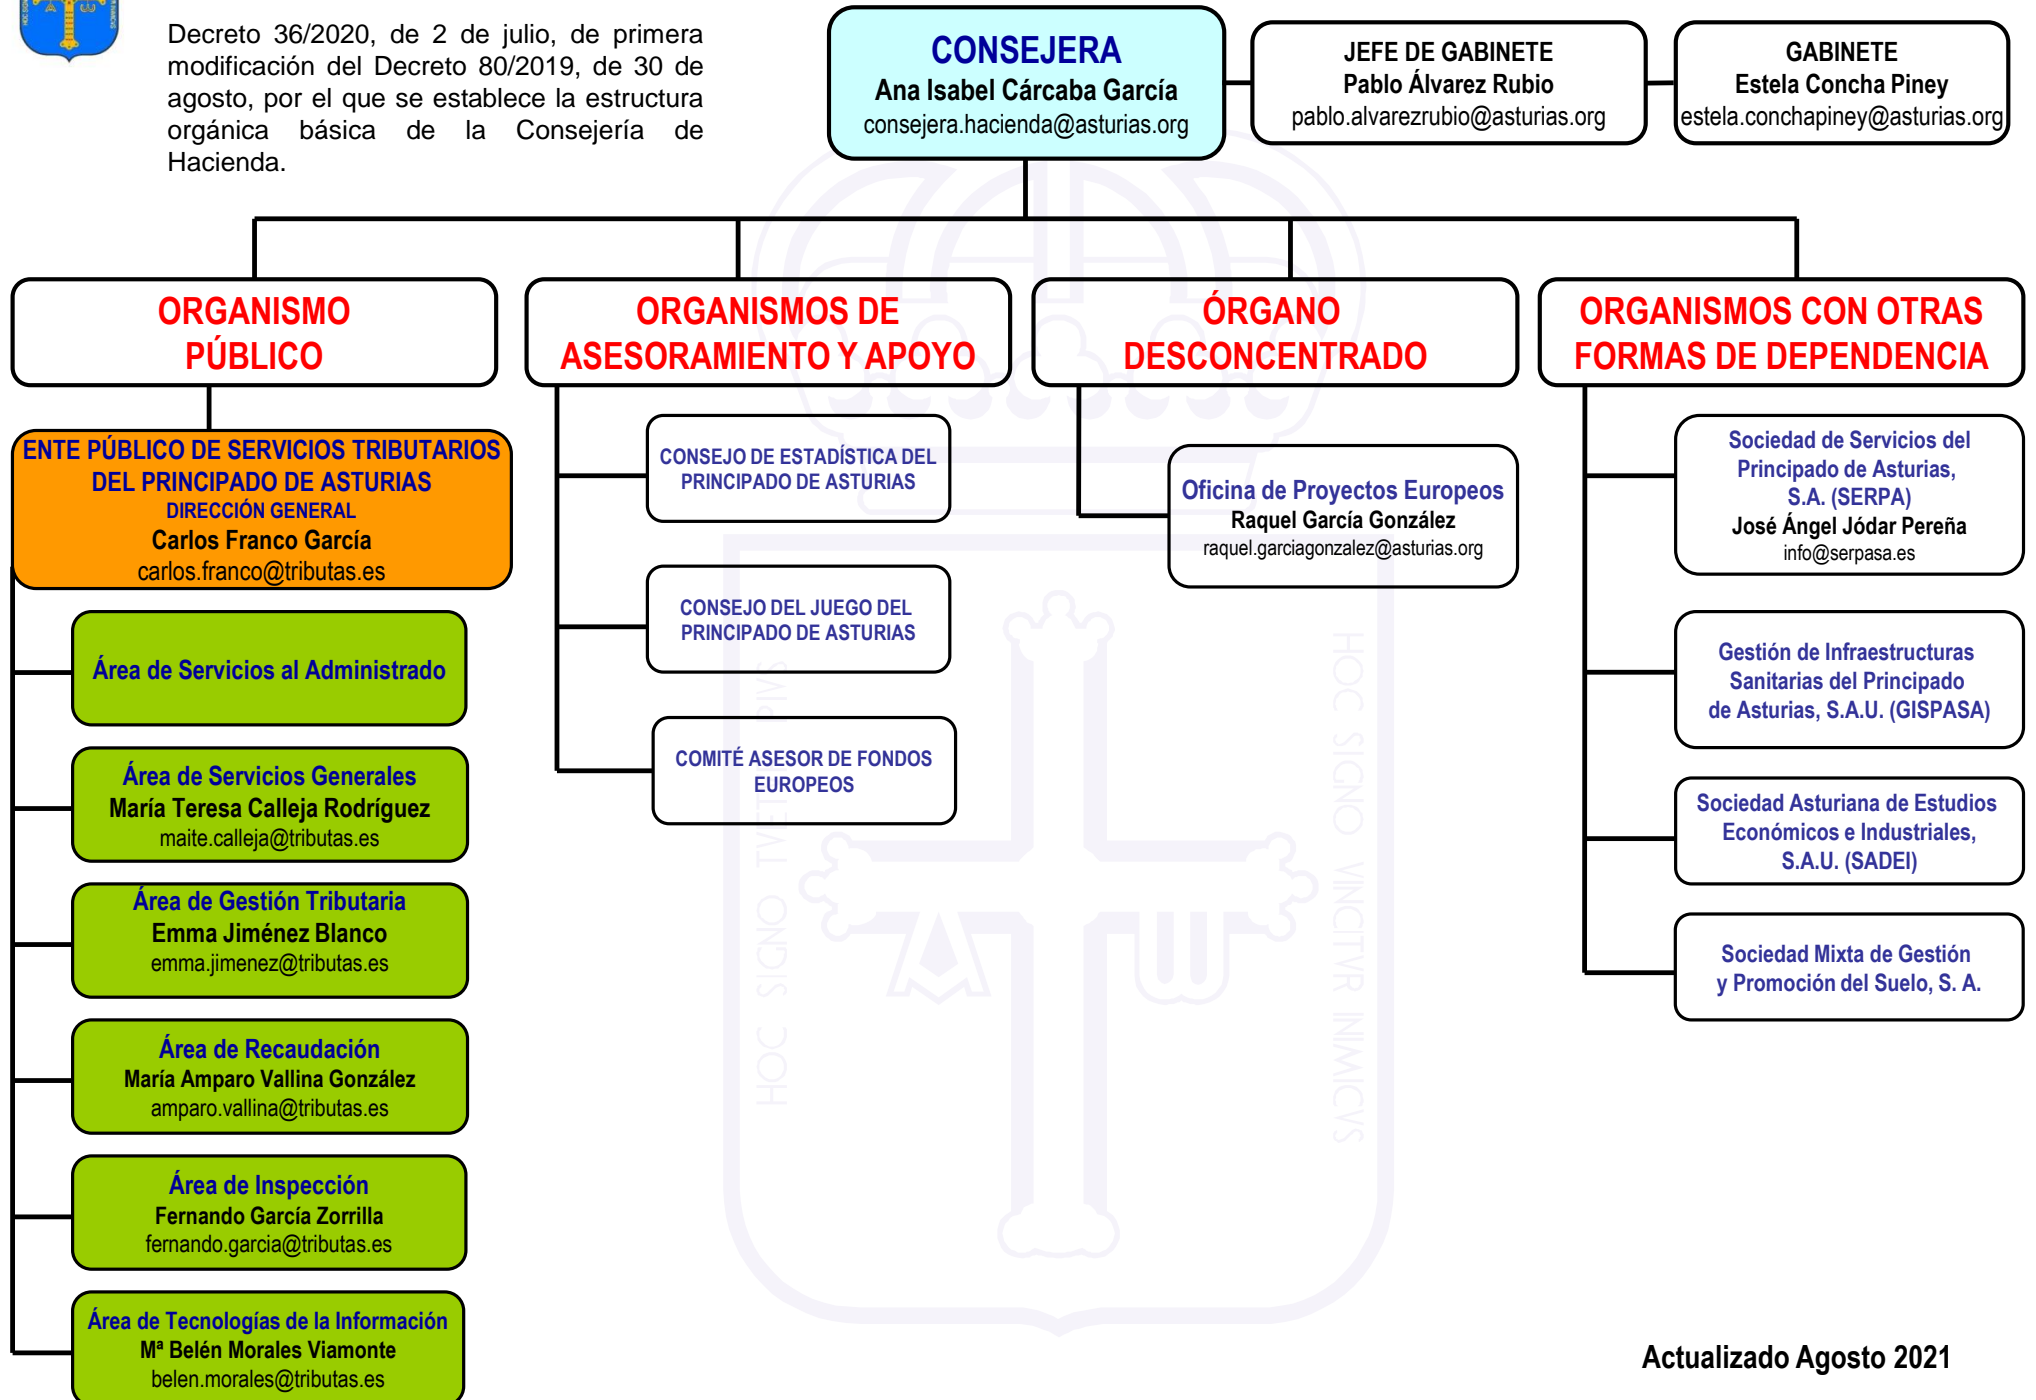 Decreto 36/2020, de 2 de julio, de primera
modificación del Decreto 80/2019, de 30 de
agosto, por el que se establece la estructura
orgánica básica de la Consejería de
Hacienda.
CONSEJERA
Ana Isabel Cárcaba García
consejera.hacienda@asturias.org
JEFE DE GABINETE
Pablo Álvarez Rubio
pablo.alvarezrubio@asturias.org
GABINETE
Estela Concha Piney
estela.conchapiney@asturias.org
ORGANISMO
PÚBLICO
ENTE PÚBLICO DE SERVICIOS TRIBUTARIOS
DEL PRINCIPADO DE ASTURIAS
DIRECCIÓN GENERAL
Carlos Franco García
carlos.franco@tributas.es
Área de Servicios al Administrado
Área de Servicios Generales
María Teresa Calleja Rodríguez
maite.calleja@tributas.es
Área de Gestión Tributaria
Emma Jiménez Blanco
emma.jimenez@tributas.es
Área de Recaudación
María Amparo Vallina González
amparo.vallina@tributas.es
Área de Inspección
Fernando García Zorrilla
fernando.garcia@tributas.es
Área de Tecnologías de la Información
Mª Belén Morales Viamonte
belen.morales@tributas.es
ORGANISMOS DE
ASESORAMIENTO Y APOYO
CONSEJO DE ESTADÍSTICA DEL
PRINCIPADO DE ASTURIAS
CONSEJO DEL JUEGO DEL
PRINCIPADO DE ASTURIAS
COMITÉ ASESOR DE FONDOS
EUROPEOS
ÓRGANO
DESCONCENTRADO
Oficina de Proyectos Europeos
Raquel García González
raquel.garciagonzalez@asturias.org
ORGANISMOS CON OTRAS
FORMAS DE DEPENDENCIA
Sociedad de Servicios del
Principado de Asturias,
S.A. (SERPA)
José Ángel Jódar Pereña
info@serpasa.es
Gestión de Infraestructuras
Sanitarias del Principado
de Asturias, S.A.U. (GISPASA)
Sociedad Asturiana de Estudios
Económicos e Industriales,
S.A.U. (SADEI)
Sociedad Mixta de Gestión
y Promoción del Suelo, S. A.
HOC SIGNO TVETVR PIVS
HOC SIGNO VINCITVR INIMICVS
Actualizado Agosto 2021